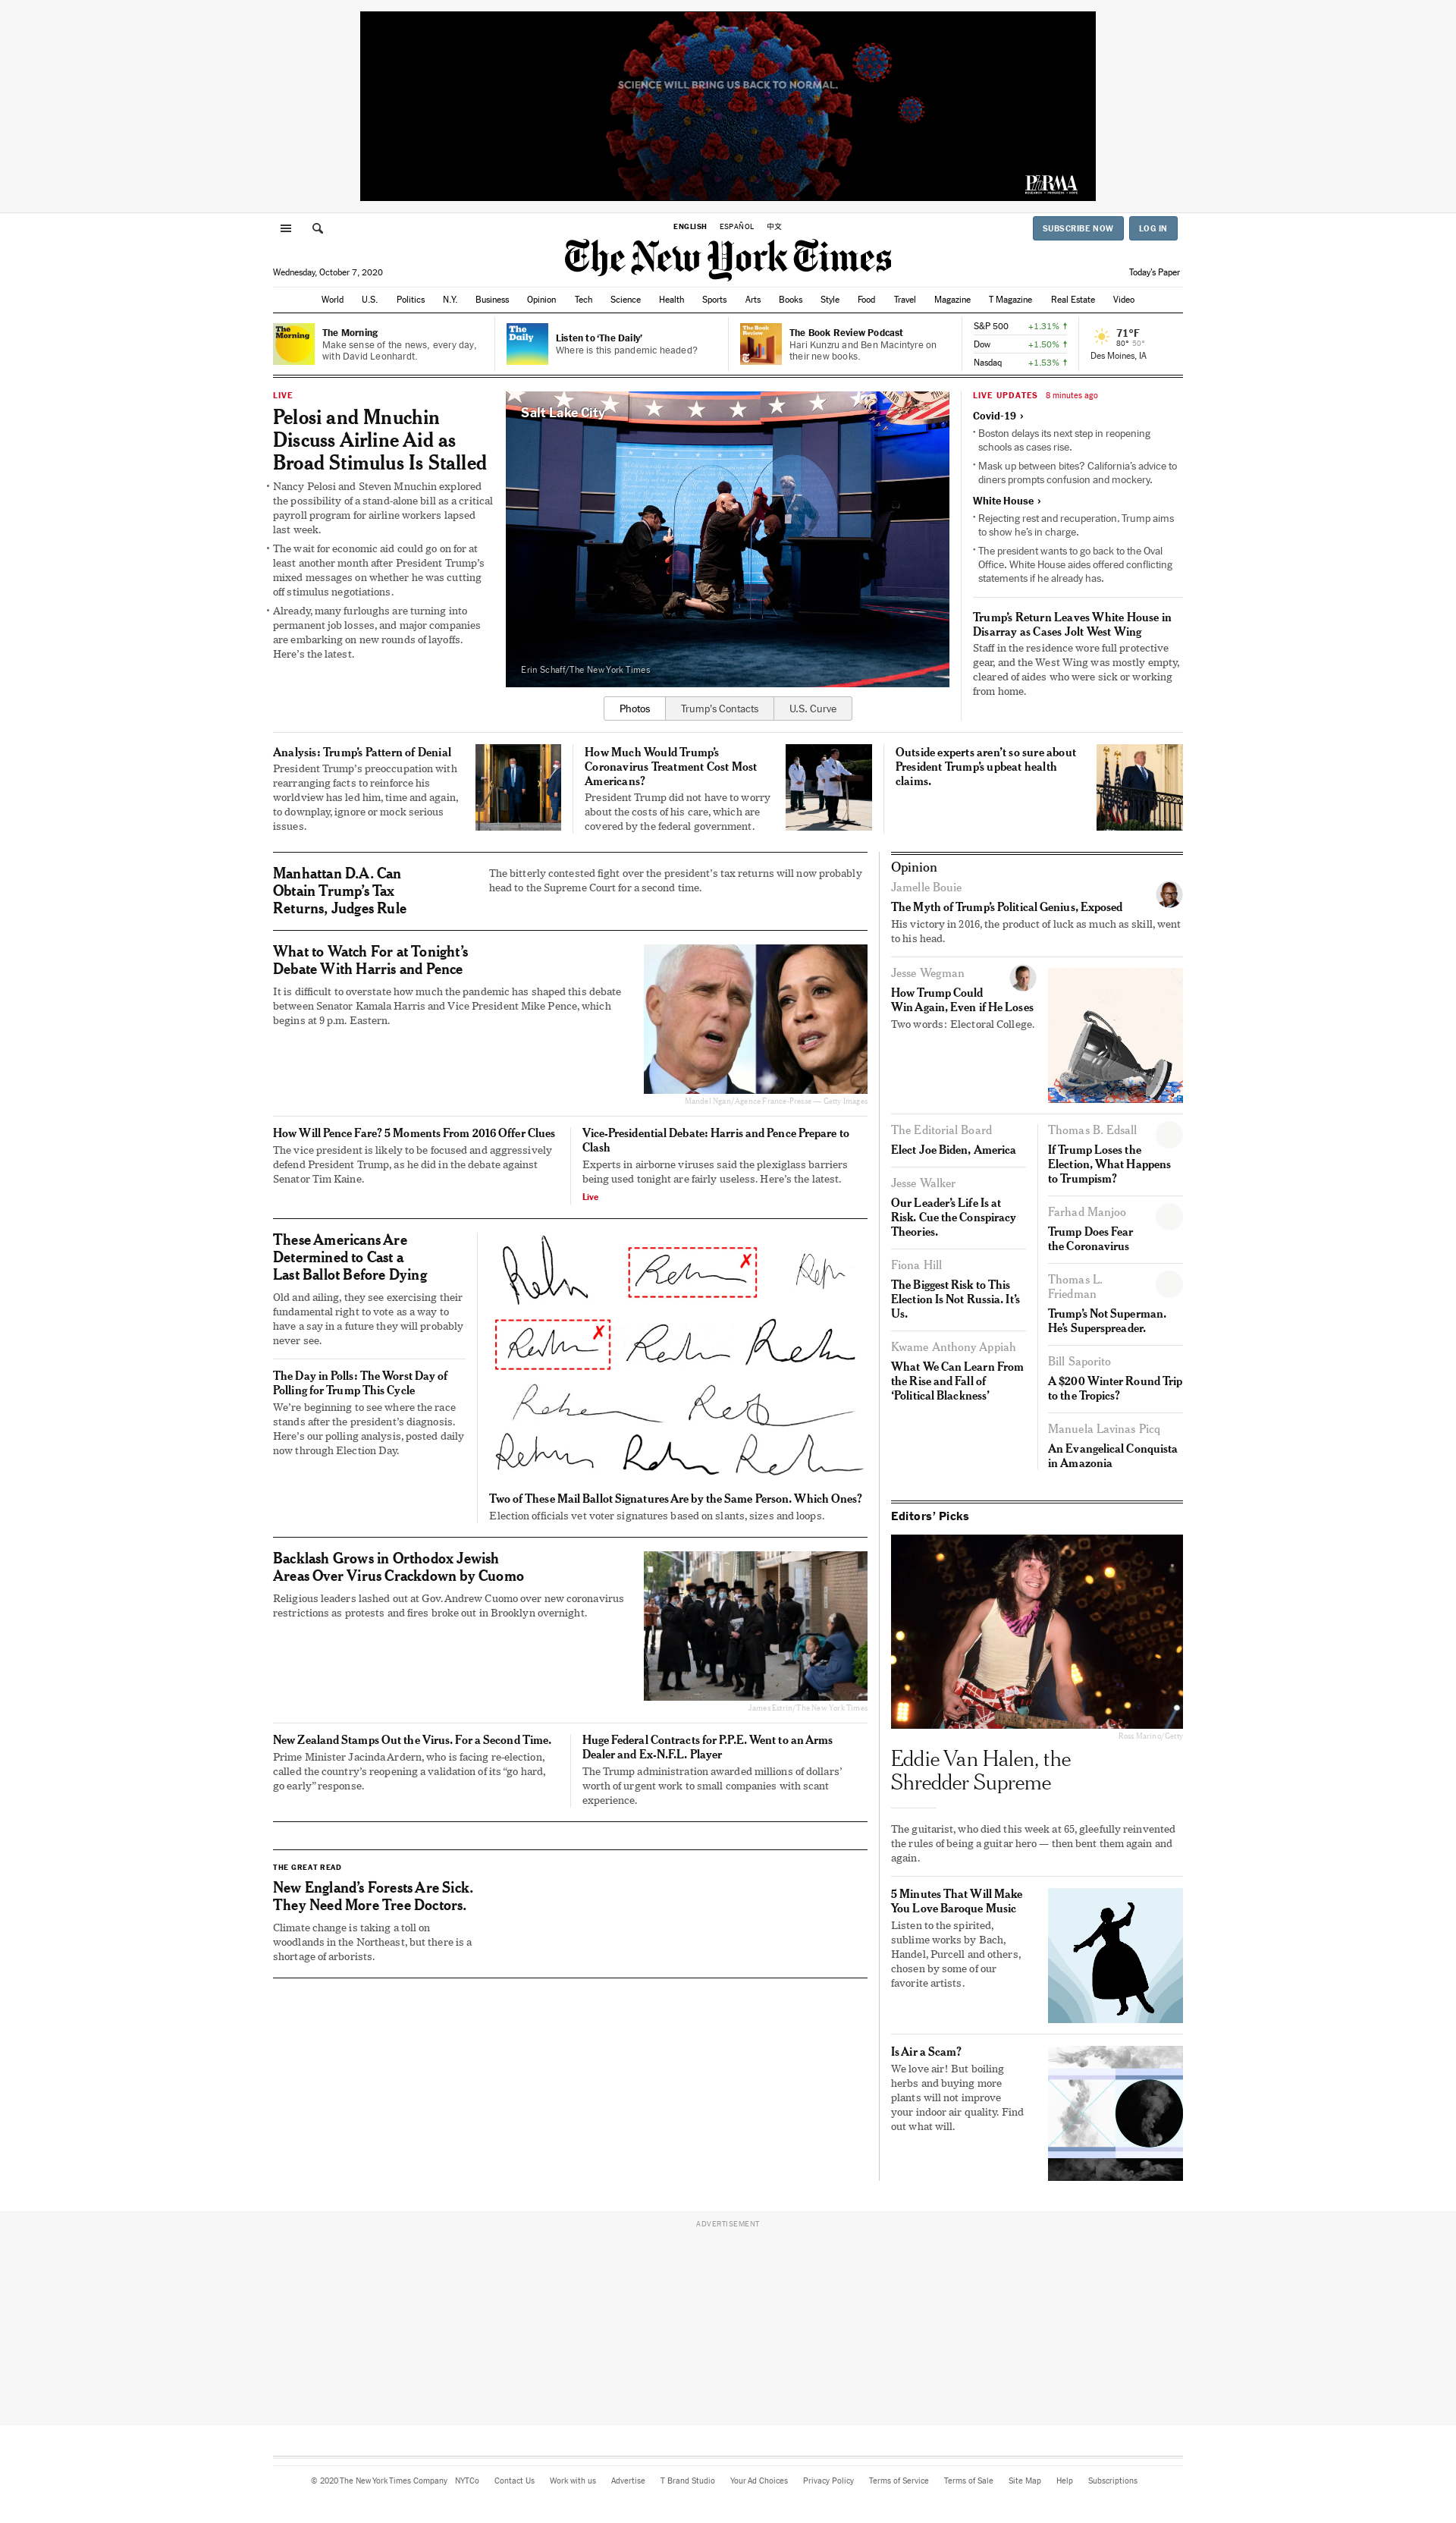 SCIENCE WILL BRING US BACK TO NORMAL.
PhRMA
RESEARCH • PROGRESS • HOPE
ENGLISH ESPAÑOL 中文
SUBSCRIBE NOW LOG IN
The New York Times
Wednesday, October 7, 2020
Today's Paper
World U.S. Politics N.Y. Business Opinion Tech Science Health Sports Arts Books Style Food Travel Magazine T Magazine Real Estate Video
The Morning
The Morning
Make sense of the news, every day,
with David Leonhardt.
The Daily
Listen to ‘The Daily’
Where is this pandemic headed?
The Book Review
The Book Review Podcast
Hari Kunzru and Ben Macintyre on
their new books.
S&P 500 +1.31% ↑
Dow +1.50% ↑
Nasdaq +1.53% ↑
71°F
80° 50°
Des Moines, IA
LIVE
Pelosi and Mnuchin
Discuss Airline Aid as
Broad Stimulus Is Stalled
• Nancy Pelosi and Steven Mnuchin explored
the possibility of a stand-alone bill as a critical
payroll program for airline workers lapsed
last week.
• The wait for economic aid could go on for at
least another month after President Trump’s
mixed messages on whether he was cutting
off stimulus negotiations.
• Already, many furloughs are turning into
permanent job losses, and major companies
are embarking on new rounds of layoffs.
Here’s the latest.
Salt Lake City
Erin Schaff/The New York Times
Photos Trump’s Contacts U.S. Curve
LIVE UPDATES 8 minutes ago
Covid-19 ›
• Boston delays its next step in reopening
schools as cases rise.
• Mask up between bites? California’s advice to
diners prompts confusion and mockery.
White House ›
• Rejecting rest and recuperation, Trump aims
to show he’s in charge.
• The president wants to go back to the Oval
Office. White House aides offered conflicting
statements if he already has.
Trump’s Return Leaves White House in
Disarray as Cases Jolt West Wing
Staff in the residence wore full protective
gear, and the West Wing was mostly empty,
cleared of aides who were sick or working
from home.
Analysis: Trump’s Pattern of Denial
President Trump’s preoccupation with
rearranging facts to reinforce his
worldview has led him, time and again,
to downplay, ignore or mock serious
issues.
How Much Would Trump’s
Coronavirus Treatment Cost Most
Americans?
President Trump did not have to worry
about the costs of his care, which are
covered by the federal government.
Outside experts aren’t so sure about
President Trump’s upbeat health
claims.
Manhattan D.A. Can
Obtain Trump’s Tax
Returns, Judges Rule
The bitterly contested fight over the president’s tax returns will now probably
head to the Supreme Court for a second time.
What to Watch For at Tonight’s
Debate With Harris and Pence
It is difficult to overstate how much the pandemic has shaped this debate
between Senator Kamala Harris and Vice President Mike Pence, which
begins at 9 p.m. Eastern.
Mandel Ngan/Agence France-Presse — Getty Images
How Will Pence Fare? 5 Moments From 2016 Offer Clues
The vice president is likely to be focused and aggressively
defend President Trump, as he did in the debate against
Senator Tim Kaine.
Vice-Presidential Debate: Harris and Pence Prepare to
Clash
Experts in airborne viruses said the plexiglass barriers
being used tonight are fairly useless. Here’s the latest.
Live
These Americans Are
Determined to Cast a
Last Ballot Before Dying
Old and ailing, they see exercising their
fundamental right to vote as a way to
have a say in a future they will probably
never see.
The Day in Polls: The Worst Day of
Polling for Trump This Cycle
We’re beginning to see where the race
stands after the president’s diagnosis.
Here’s our polling analysis, posted daily
now through Election Day.
Two of These Mail Ballot Signatures Are by the Same Person. Which Ones?
Election officials vet voter signatures based on slants, sizes and loops.
Backlash Grows in Orthodox Jewish
Areas Over Virus Crackdown by Cuomo
Religious leaders lashed out at Gov. Andrew Cuomo over new coronavirus
restrictions as protests and fires broke out in Brooklyn overnight.
James Estrin/The New York Times
New Zealand Stamps Out the Virus. For a Second Time.
Prime Minister Jacinda Ardern, who is facing re-election,
called the country’s reopening a validation of its “go hard,
go early” response.
Huge Federal Contracts for P.P.E. Went to an Arms
Dealer and Ex-N.F.L. Player
The Trump administration awarded millions of dollars’
worth of urgent work to small companies with scant
experience.
THE GREAT READ
New England’s Forests Are Sick.
They Need More Tree Doctors.
Climate change is taking a toll on
woodlands in the Northeast, but there is a
shortage of arborists.
Opinion
Jamelle Bouie
The Myth of Trump’s Political Genius, Exposed
His victory in 2016, the product of luck as much as skill, went
to his head.
Jesse Wegman
How Trump Could
Win Again, Even if He Loses
Two words: Electoral College.
The Editorial Board
Elect Joe Biden, America
Jesse Walker
Our Leader’s Life Is at
Risk. Cue the Conspiracy
Theories.
Fiona Hill
The Biggest Risk to This
Election Is Not Russia. It’s
Us.
Kwame Anthony Appiah
What We Can Learn From
the Rise and Fall of
‘Political Blackness’
Thomas B. Edsall
If Trump Loses the
Election, What Happens
to Trumpism?
Farhad Manjoo
Trump Does Fear
the Coronavirus
Thomas L.
Friedman
Trump’s Not Superman.
He’s Superspreader.
Bill Saporito
A $200 Winter Round Trip
to the Tropics?
Manuela Lavinas Picq
An Evangelical Conquista
in Amazonia
Editors’ Picks
Ross Marino/Getty
Eddie Van Halen, the
Shredder Supreme
The guitarist, who died this week at 65, gleefully reinvented
the rules of being a guitar hero — then bent them again and
again.
5 Minutes That Will Make
You Love Baroque Music
Listen to the spirited,
sublime works by Bach,
Handel, Purcell and others,
chosen by some of our
favorite artists.
Is Air a Scam?
We love air! But boiling
herbs and buying more
plants will not improve
your indoor air quality. Find
out what will.
ADVERTISEMENT
© 2020 The New York Times Company NYTCo Contact Us Work with us Advertise T Brand Studio Your Ad Choices Privacy Policy Terms of Service Terms of Sale Site Map Help Subscriptions